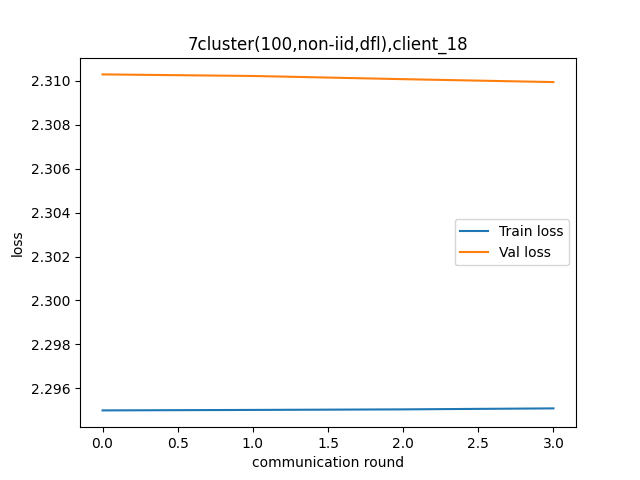 7cluster(100,non-iid,dfl),client_18
2.310
2.308
2.306
2.304
2.302
2.300
2.298
2.296
loss
Train loss
Val loss
0.0 0.5 1.0 1.5 2.0 2.5 3.0
communication round